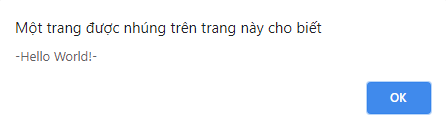 Một trang được nhúng trên trang này cho biết
-Hello World!-
OK